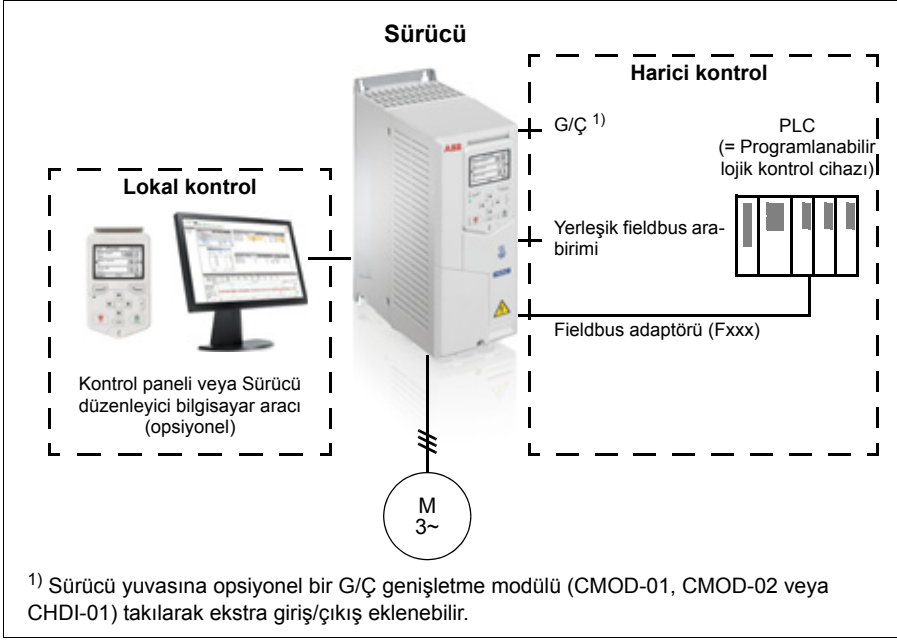 Sürücü
Harici kontrol
G/Ç 1)
PLC
(= Programlanabilir
lojik kontrol cihazı)
ABB
Lokal kontrol
Yerleşik fieldbus ara-
birimi
Fieldbus adaptörü (Fxxx)
Kontrol paneli veya Sürücü
düzenleyici bilgisayar aracı
(opsiyonel)
M
3~
1) Sürücü yuvasına opsiyonel bir G/Ç genişletme modülü (CMOD-01, CMOD-02 veya
CHDI-01) takılarak ekstra giriş/çıkış eklenebilir.